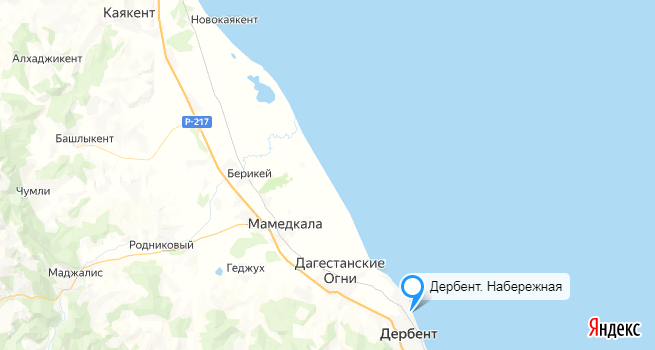 Каякент
Новокаякент
Алхаджикент
Р-217
Башлыкент
Берикей
Чумли
Мамедкала
Родниковый
Геджух
Маджалис
Дагестанские
Огни
Дербент. Набережная
Дербент
Яндекс